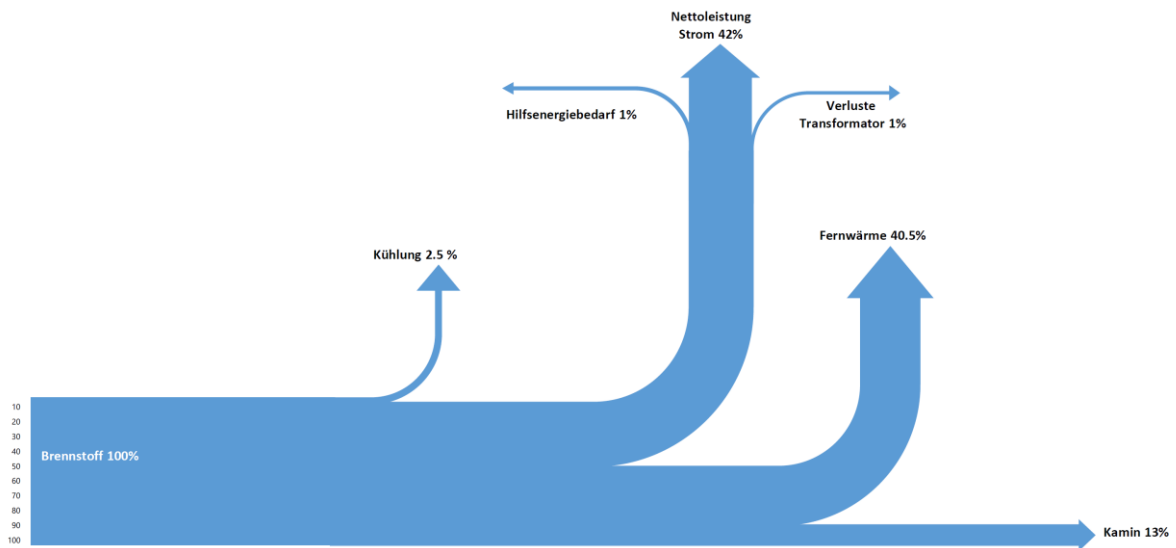 Nettoleistung
Strom 42%
Hilfsenergiebedarf 1%
Verluste
Transformator 1%
Kühlung 2.5 %
Fernwärme 40.5%
10
20
30
40
50
60
70
80
90
100
Brennstoff 100%
Kamin 13%